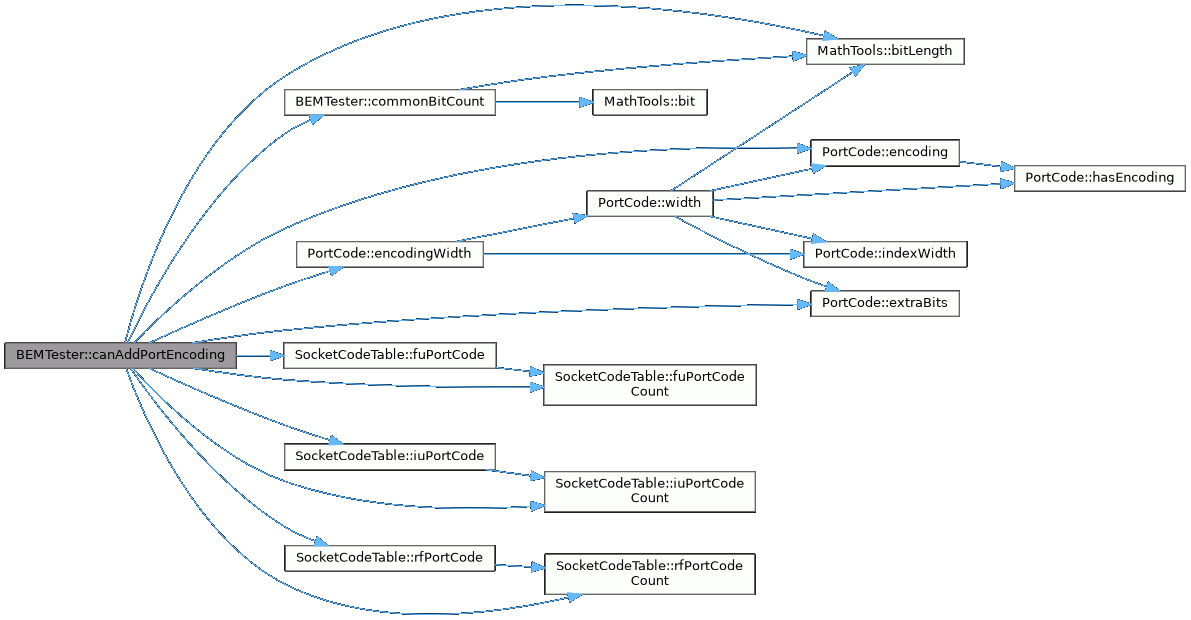 MathTools::bitLength
BEMTester::commonBitCount
MathTools::bit
PortCode::encoding
PortCode::hasEncoding
PortCode::width
PortCode::encodingWidth
PortCode::indexWidth
PortCode::extraBits
BEMTester::canAddPortEncoding
SocketCodeTable::fuPortCode
SocketCodeTable::fuPortCode
Count
SocketCodeTable::iuPortCode
SocketCodeTable::iuPortCode
Count
SocketCodeTable::rfPortCode
SocketCodeTable::rfPortCode
Count